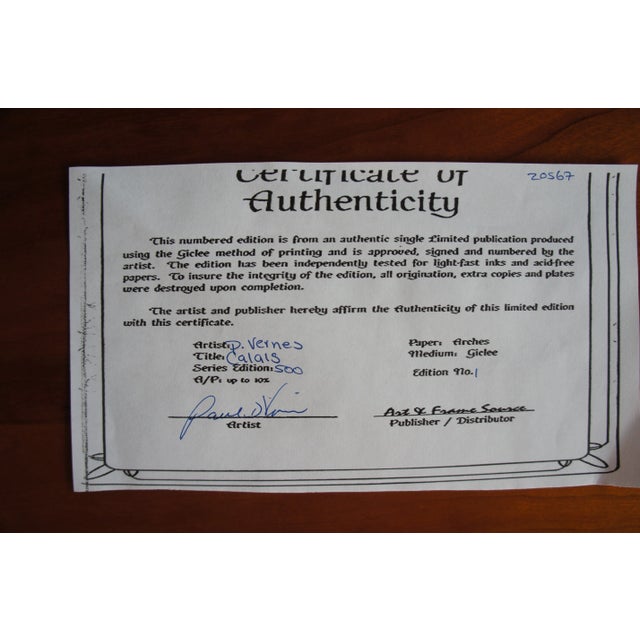 Certificate of
20567
Authenticity
This numbered edition is from an authentic single Limited publication produced
using the Giclee method of printing and is approved, signed and numbered by the
artist. The edition has been independently tested for light-fast inks and acid-free
papers. To insure the integrity of the edition, all origination, extra copies and plates
were destroyed upon completion.
The artist and publisher hereby affirm the Authenticity of this limited edition
with this certificate.
Artist: P. Vernes
Paper: Arches
Title: Calais
Medium: Giclee
Series Edition: 500
Edition No. 1
A/P: up to 10%
Art & Frame Source
Artist
Publisher / Distributor